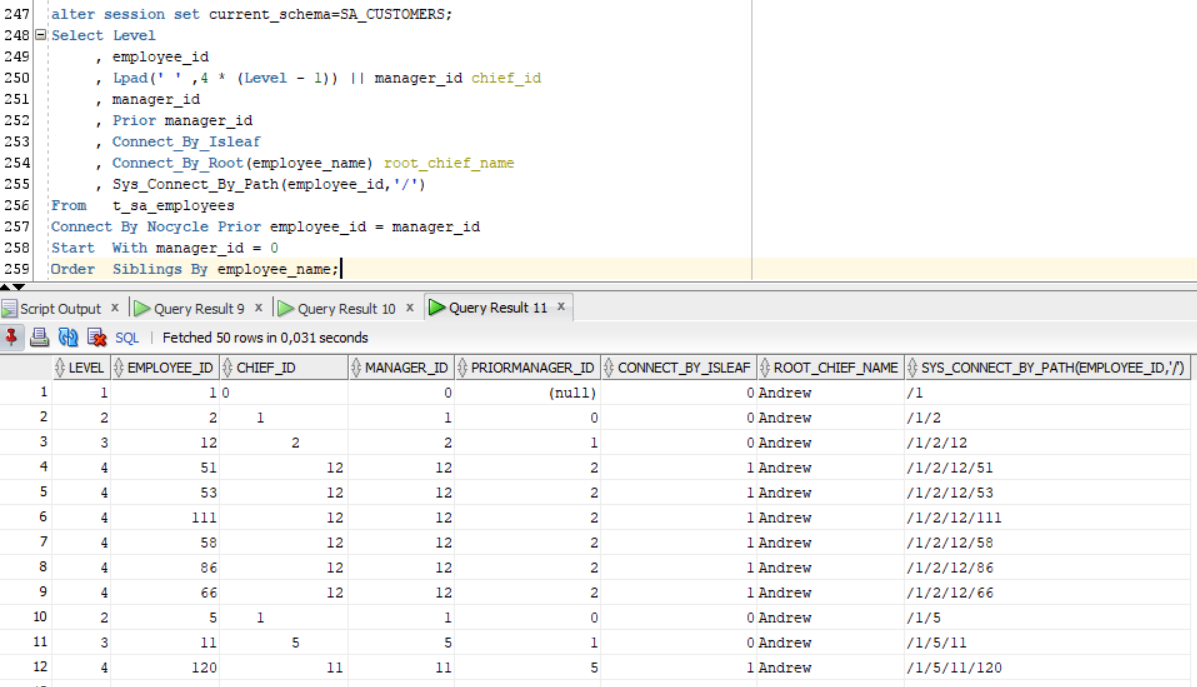 247 alter session set current_schema=SA_CUSTOMERS;
248 Select Level
249 , employee_id
250 , Lpad(' ' ,4 * (Level - 1)) || manager_id chief_id
251 , manager_id
252 , Prior manager_id
253 , Connect_By_Isleaf
254 , Connect_By_Root(employee_name) root_chief_name
255 , Sys_Connect_By_Path(employee_id,'/')
256 From t_sa_employees
257 Connect By Nocycle Prior employee_id = manager_id
258 Start With manager_id = 0
259 Order Siblings By employee_name;
Script Output x Query Result 9 x Query Result 10 x Query Result 11 x
SQL | Fetched 50 rows in 0,031 seconds
LEVEL EMPLOYEE_ID CHIEF_ID MANAGER_ID PRIORMANAGER_ID CONNECT_BY_ISLEAF ROOT_CHIEF_NAME SYS_CONNECT_BY_PATH(EMPLOYEE_ID,'/')
1 1 1 0 0 (null) 0 Andrew /1
2 2 2 1 1 0 0 Andrew /1/2
3 3 12 2 2 1 0 Andrew /1/2/12
4 4 51 12 12 2 1 Andrew /1/2/12/51
5 4 53 12 12 2 1 Andrew /1/2/12/53
6 4 111 12 12 2 1 Andrew /1/2/12/111
7 4 58 12 12 2 1 Andrew /1/2/12/58
8 4 86 12 12 2 1 Andrew /1/2/12/86
9 4 66 12 12 2 1 Andrew /1/2/12/66
10 2 5 1 1 0 0 Andrew /1/5
11 3 11 5 5 1 0 Andrew /1/5/11
12 4 120 11 11 5 1 Andrew /1/5/11/120